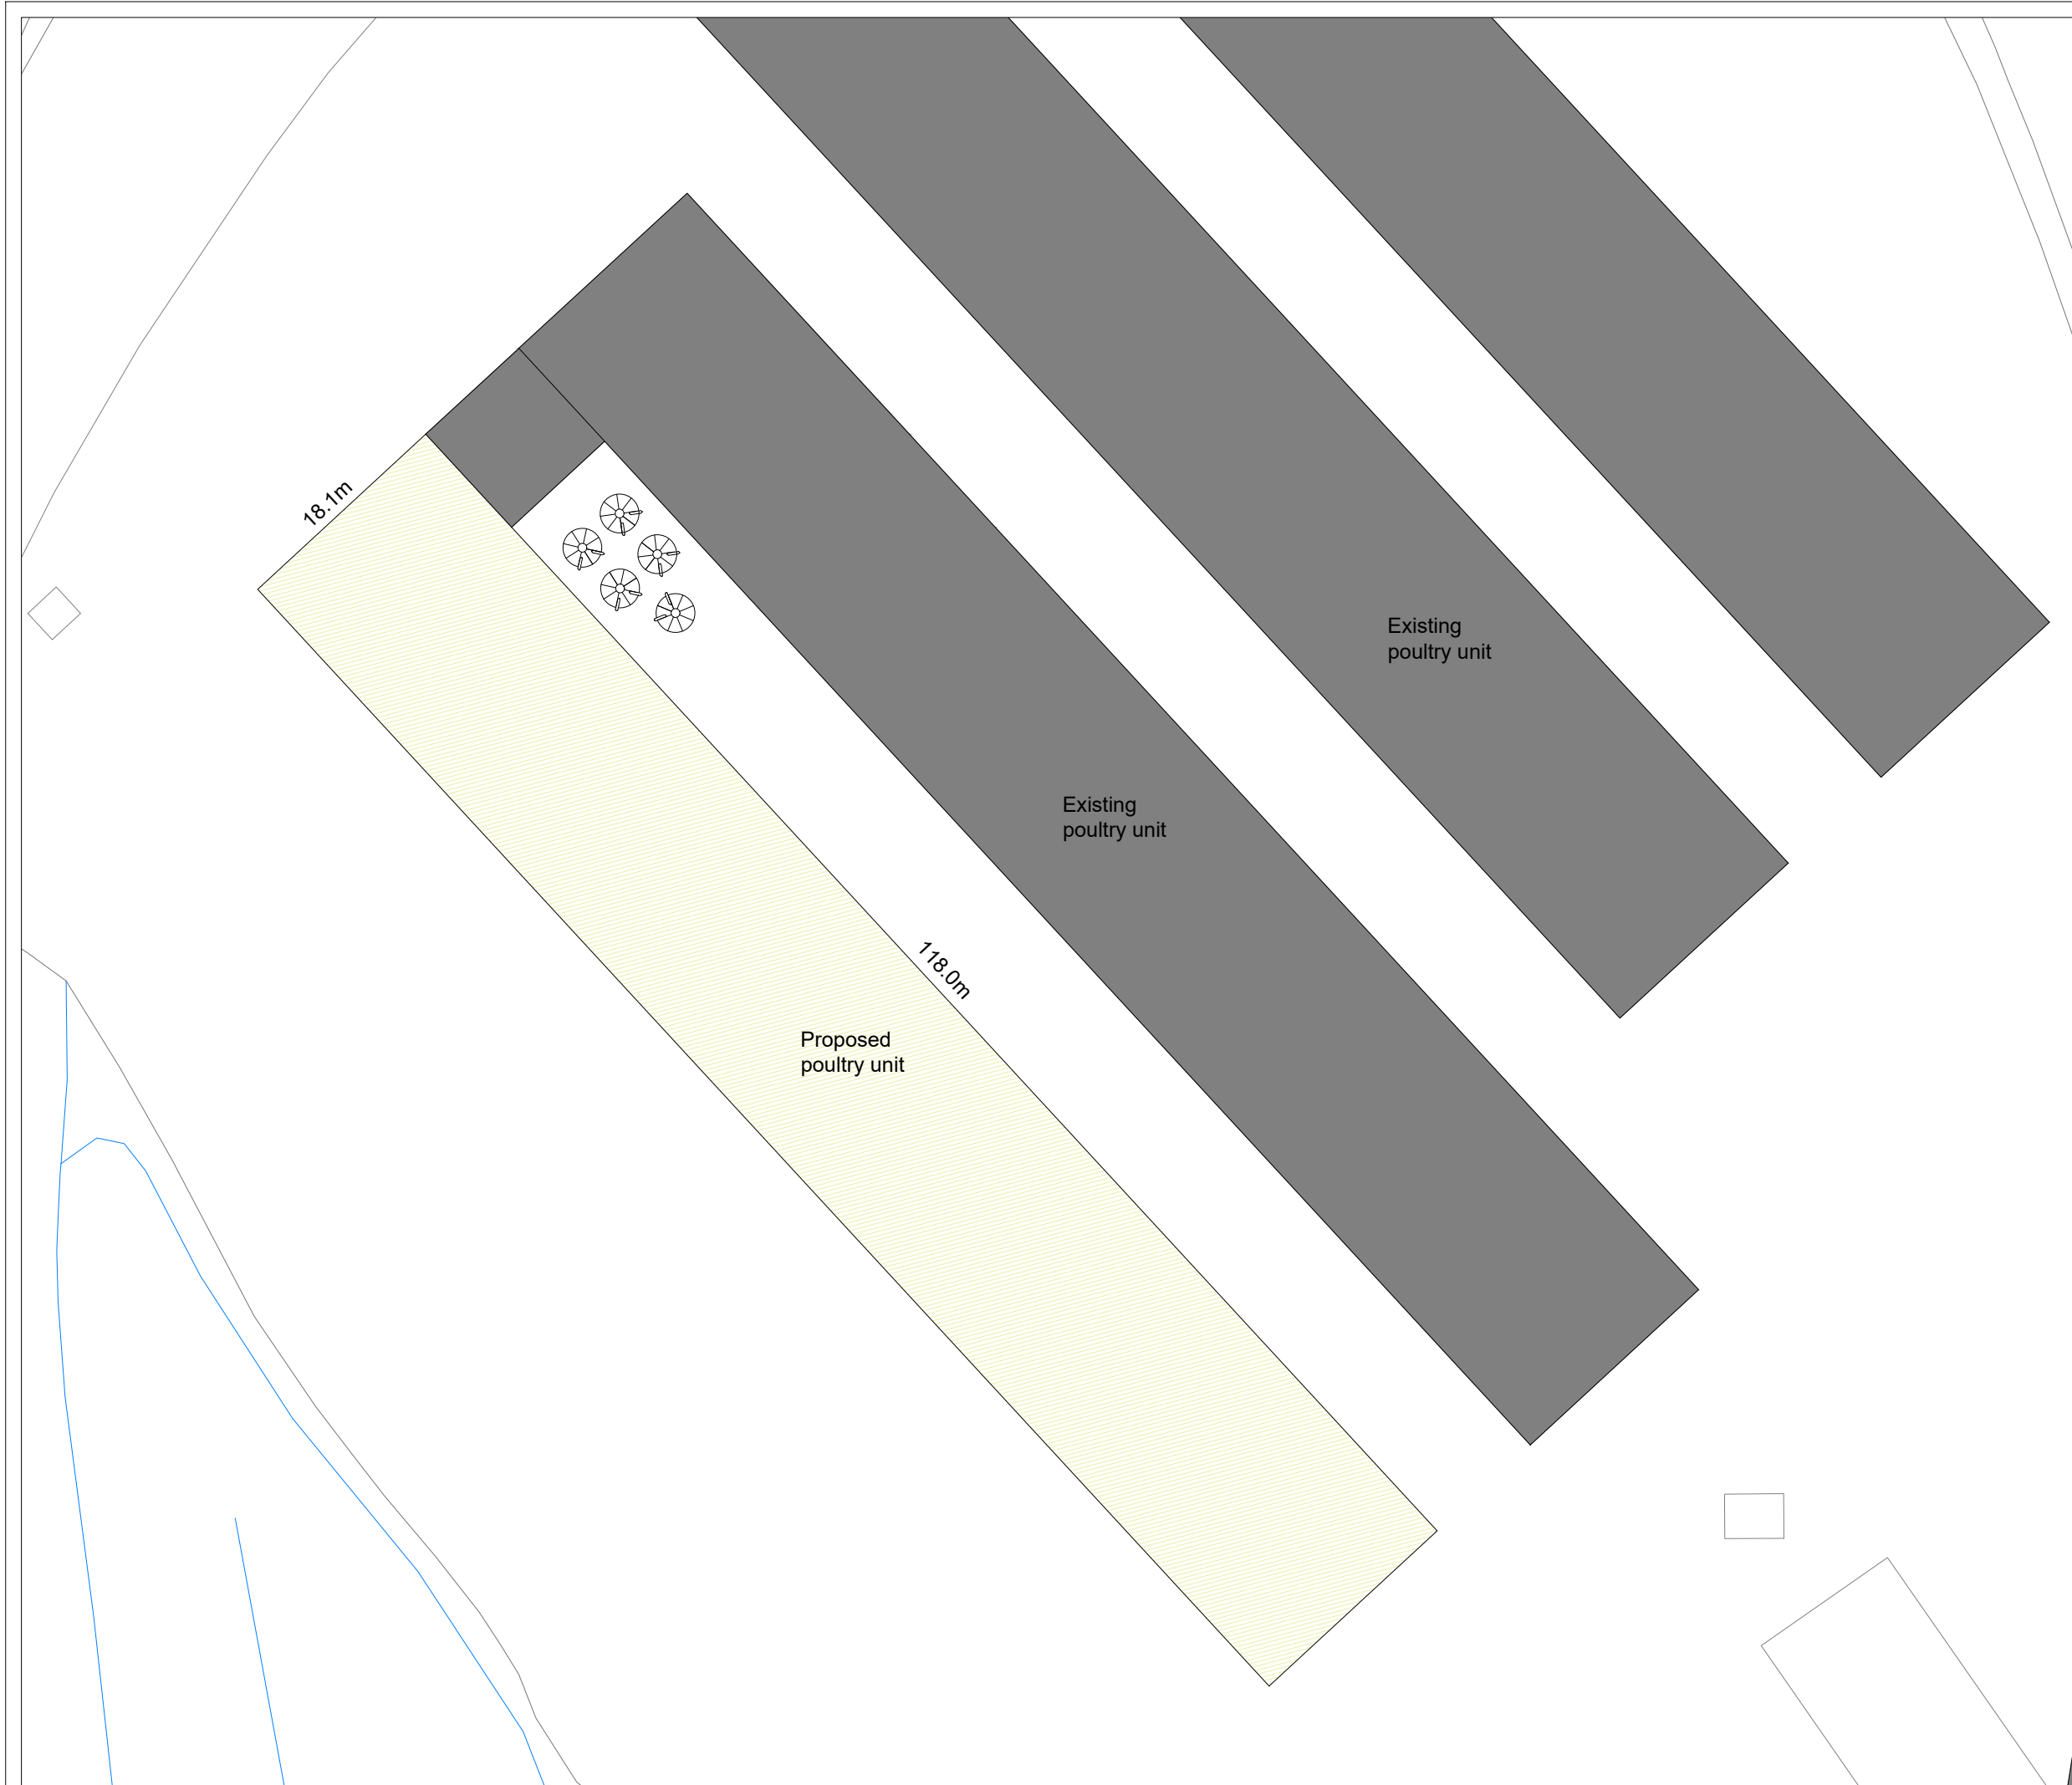 18.1m
Existing
poultry unit
Existing
poultry unit
118.0m
Proposed
poultry unit